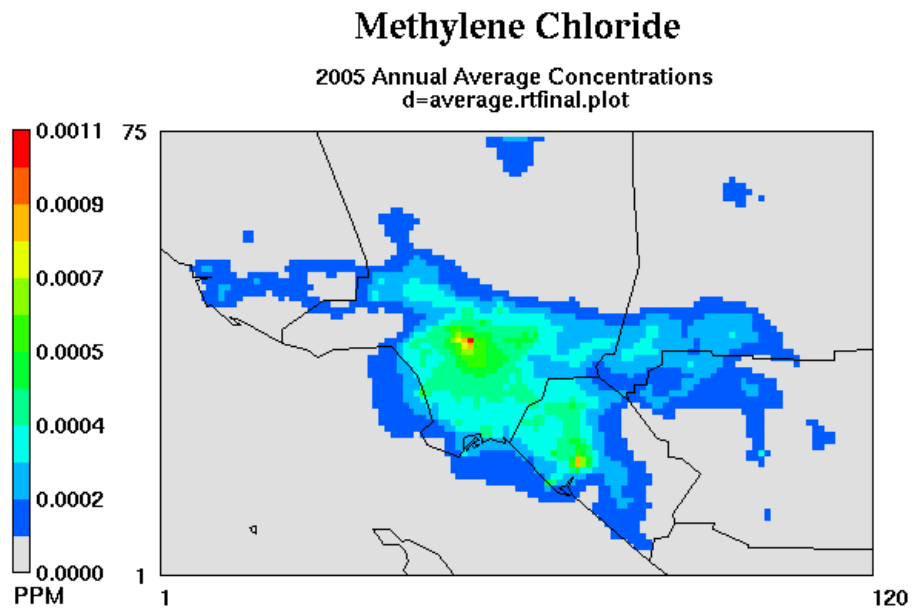 Methylene Chloride
2005 Annual Average Concentrations
d=average.rtfinal.plot
0.0011
0.0009
0.0007
0.0005
0.0004
0.0002
0.0000
PPM
75
1
1
120